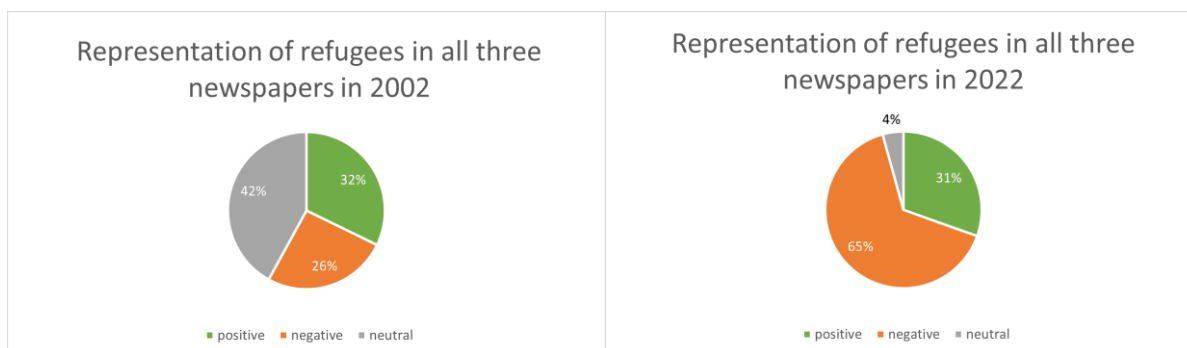 Representation of refugees in all three
newspapers in 2002
42%
32%
26%
positive negative neutral
Representation of refugees in all three
newspapers in 2022
4%
31%
65%
positive negative neutral